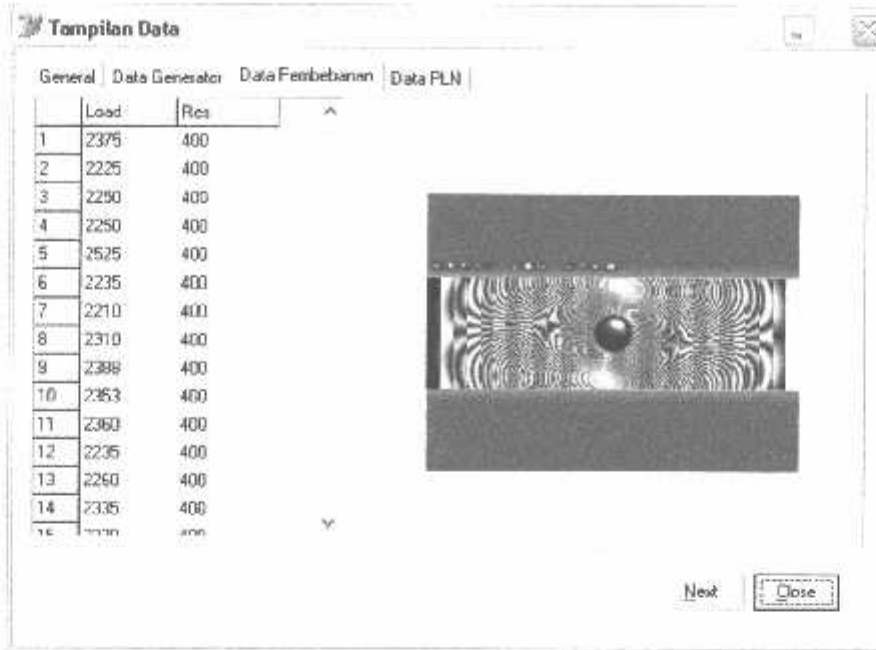 Tampilan Data
General Data Generator Data Pembebanan Data PLN
Load Res
1 2375 400
2 2225 400
3 2250 400
4 2250 400
5 2525 400
6 2235 400
7 2210 400
8 2310 400
9 2388 400
10 2353 400
11 2360 400
12 2235 400
13 2260 400
14 2335 400
15 400
Next Close